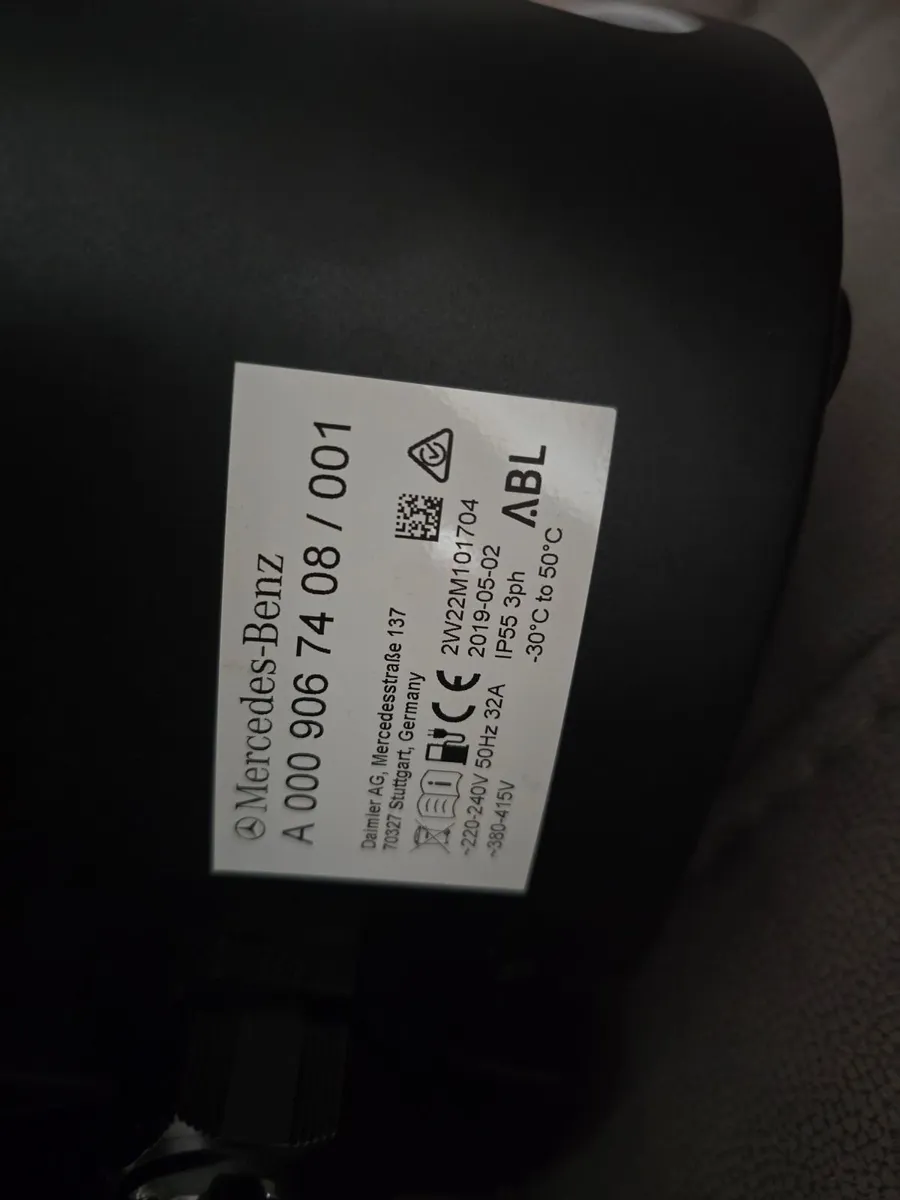 Mercedes-Benz
A 000 906 74 08 / 001
Daimler AG, Mercedesstraße 137
70327 Stuttgart, Germany
CE 2W22M101704
2019-05-02
~220-240V 50Hz 32A IP55 3ph
~380-415V -30°C to 50°C
ABL